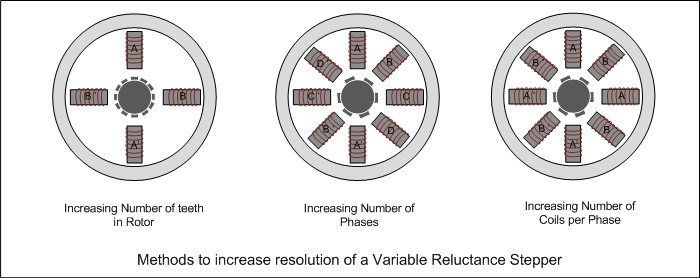 A
B'
B
A'
A
D'
B
C'
C
B'
D
A'
A
B'
B
A'
A
B'
B
A'
Increasing Number of teeth
in Rotor
Increasing Number of
Phases
Increasing Number of
Coils per Phase
Methods to increase resolution of a Variable Reluctance Stepper